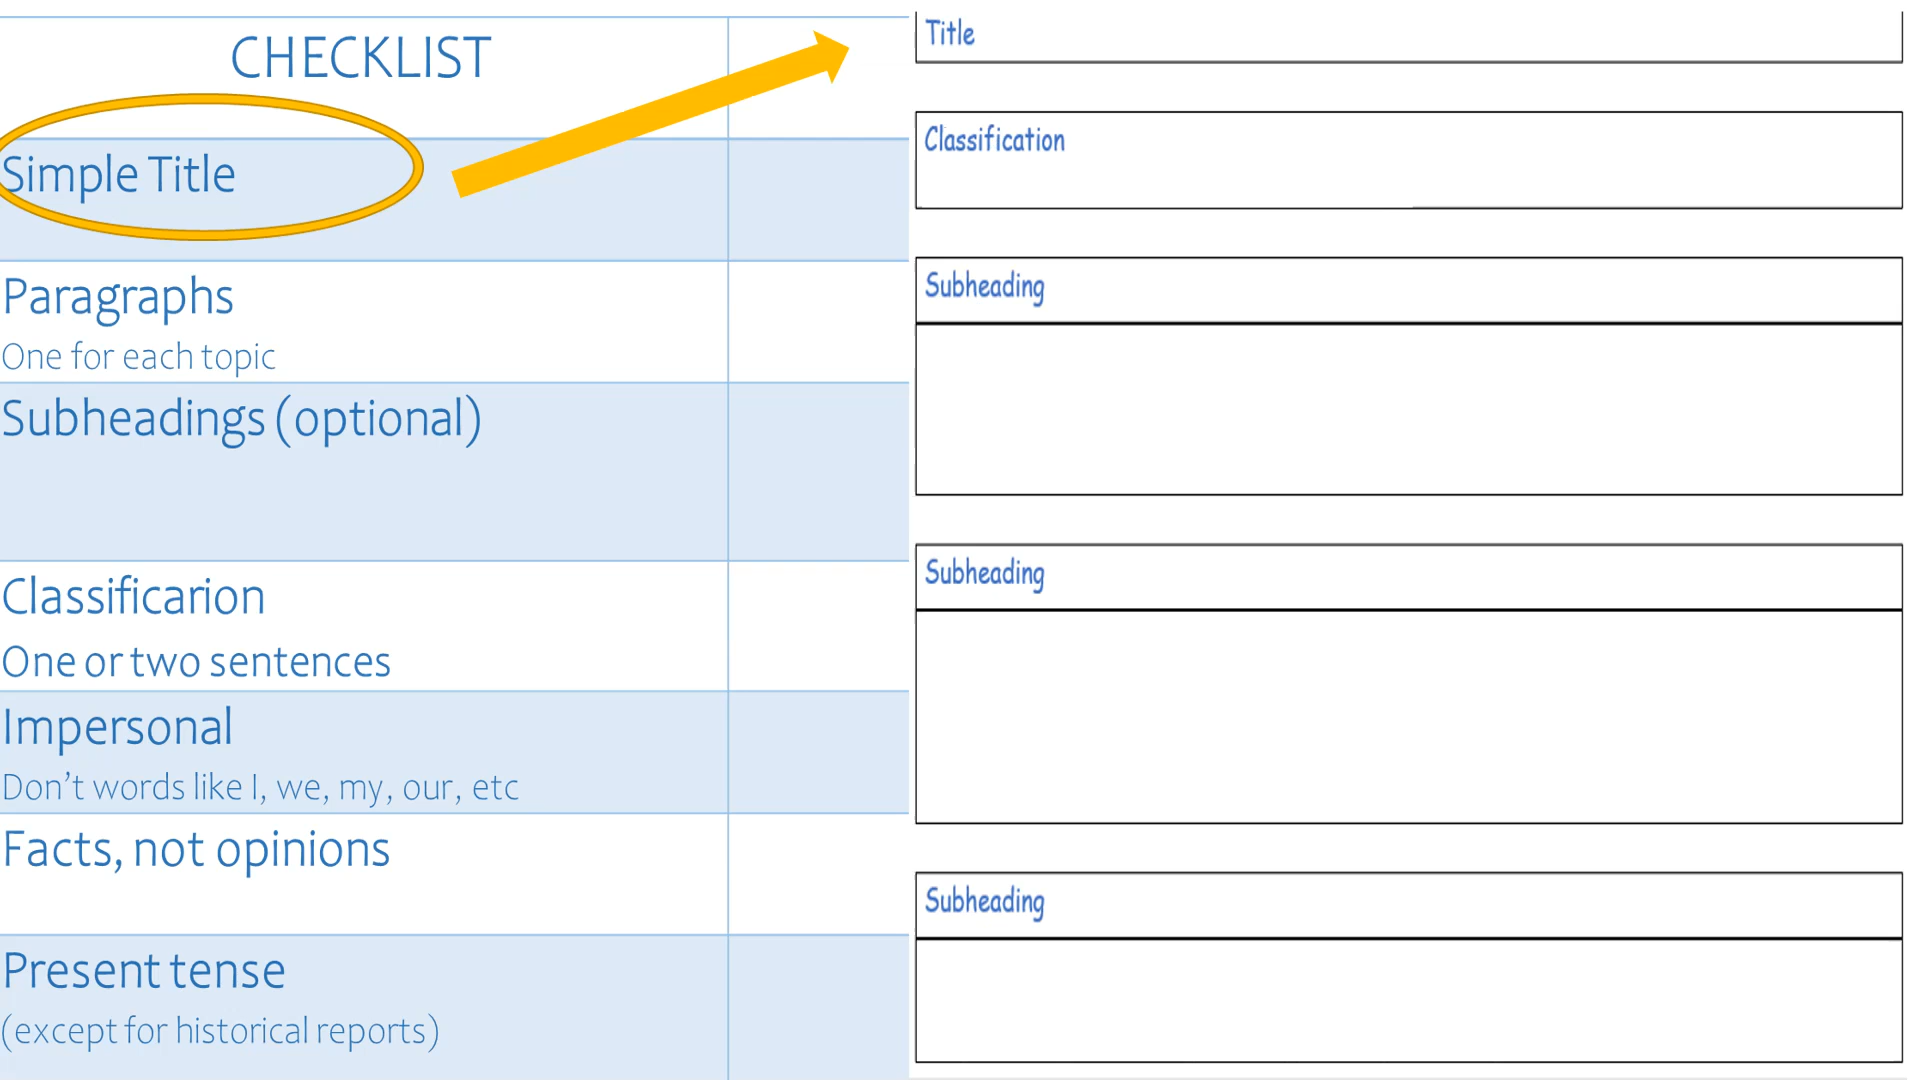 CHECKLIST
Simple Title
Paragraphs
One for each topic
Subheadings (optional)
Classificarion
One or two sentences
Impersonal
Don't words like I, we, my, our, etc
Facts, not opinions
Present tense
(except for historical reports)
Title
Classification
Subheading
Subheading
Subheading